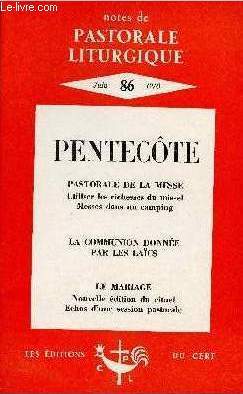 Le-livre.com
notes de
PASTORALE
LITURGIQUE
Juin 86 1970
PENTECÔTE
PASTORALE DE LA MESSE
Utiliser les richesses du missel
Messes dans un camping
LA COMMUNION DONNÉE
PAR LES LAÏCS
LE MARIAGE
Nouvelle édition du rituel
Echos d'une session pastorale
LES ÉDITIONS DU CERF
C P L